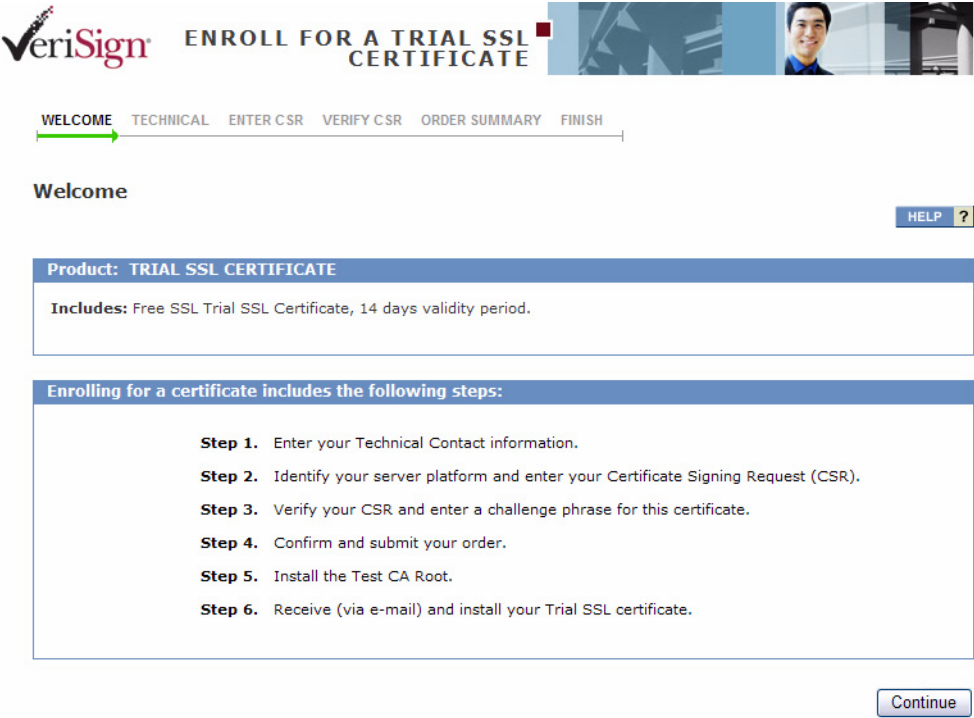 VeriSign
ENROLL FOR A TRIAL SSL
CERTIFICATE
WELCOME TECHNICAL ENTER CSR VERIFY CSR ORDER SUMMARY FINISH
Welcome
HELP ?
Product: TRIAL SSL CERTIFICATE
Includes: Free SSL Trial SSL Certificate, 14 days validity period.
Enrolling for a certificate includes the following steps:
Step 1. Enter your Technical Contact information.
Step 2. Identify your server platform and enter your Certificate Signing Request (CSR).
Step 3. Verify your CSR and enter a challenge phrase for this certificate.
Step 4. Confirm and submit your order.
Step 5. Install the Test CA Root.
Step 6. Receive (via e-mail) and install your Trial SSL certificate.
Continue